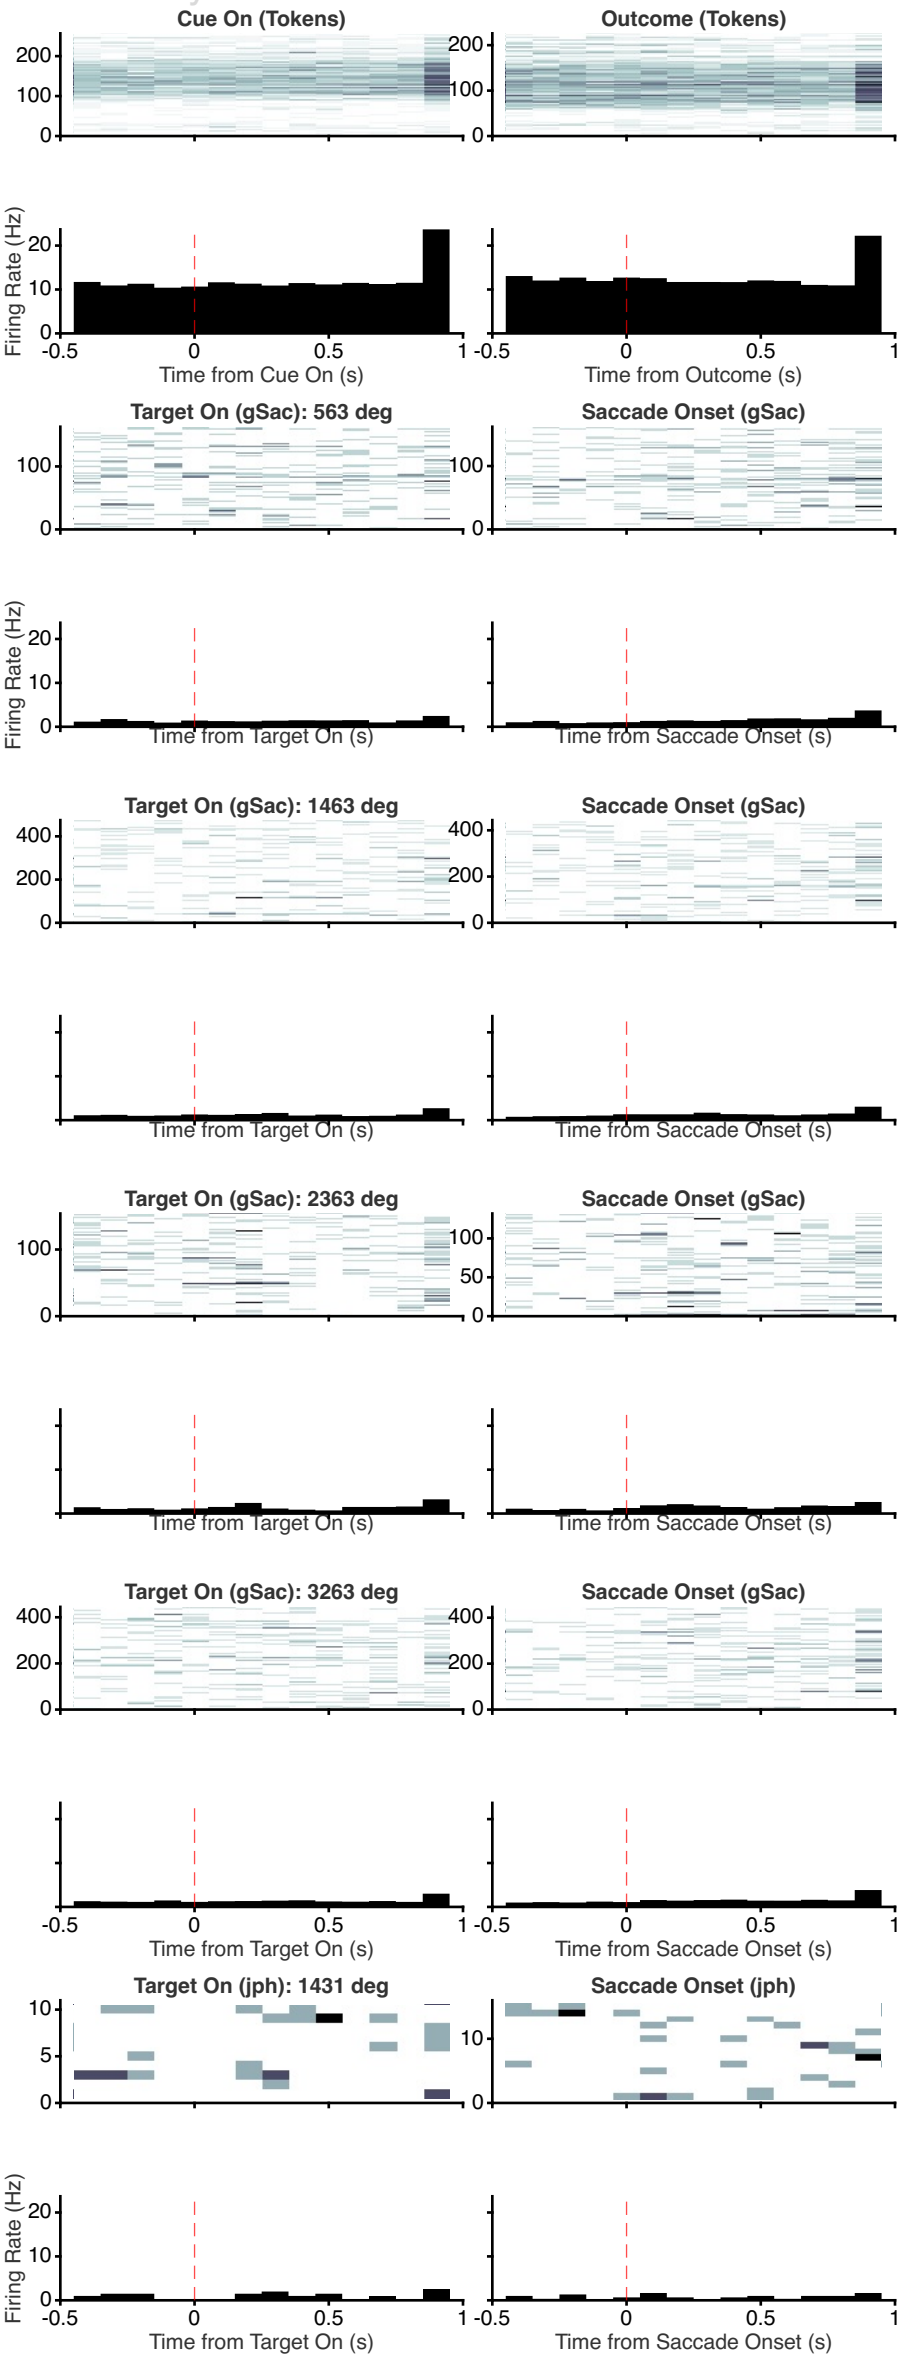 Cue On (Tokens)
Outcome (Tokens)
200
100
0
200
100
0
Firing Rate (Hz)
20
10
0
-0.5 0 0.5 1
-0.5 0 0.5 1
Time from Cue On (s)
Time from Outcome (s)
Target On (gSac): 563 deg
Saccade Onset (gSac)
100
0
100
0
Firing Rate (Hz)
20
10
0
Time from Target On (s)
Time from Saccade Onset (s)
Target On (gSac): 1463 deg
Saccade Onset (gSac)
400
200
0
400
200
0
Time from Target On (s)
Time from Saccade Onset (s)
Target On (gSac): 2363 deg
Saccade Onset (gSac)
100
0
100
50
0
Time from Target On (s)
Time from Saccade Onset (s)
Target On (gSac): 3263 deg
Saccade Onset (gSac)
400
200
0
400
200
0
-0.5 0 0.5 1
-0.5 0 0.5 1
Time from Target On (s)
Time from Saccade Onset (s)
Target On (jph): 1431 deg
Saccade Onset (jph)
10
5
0
10
0
Firing Rate (Hz)
20
10
0
-0.5 0 0.5 1
-0.5 0 0.5 1
Time from Target On (s)
Time from Saccade Onset (s)